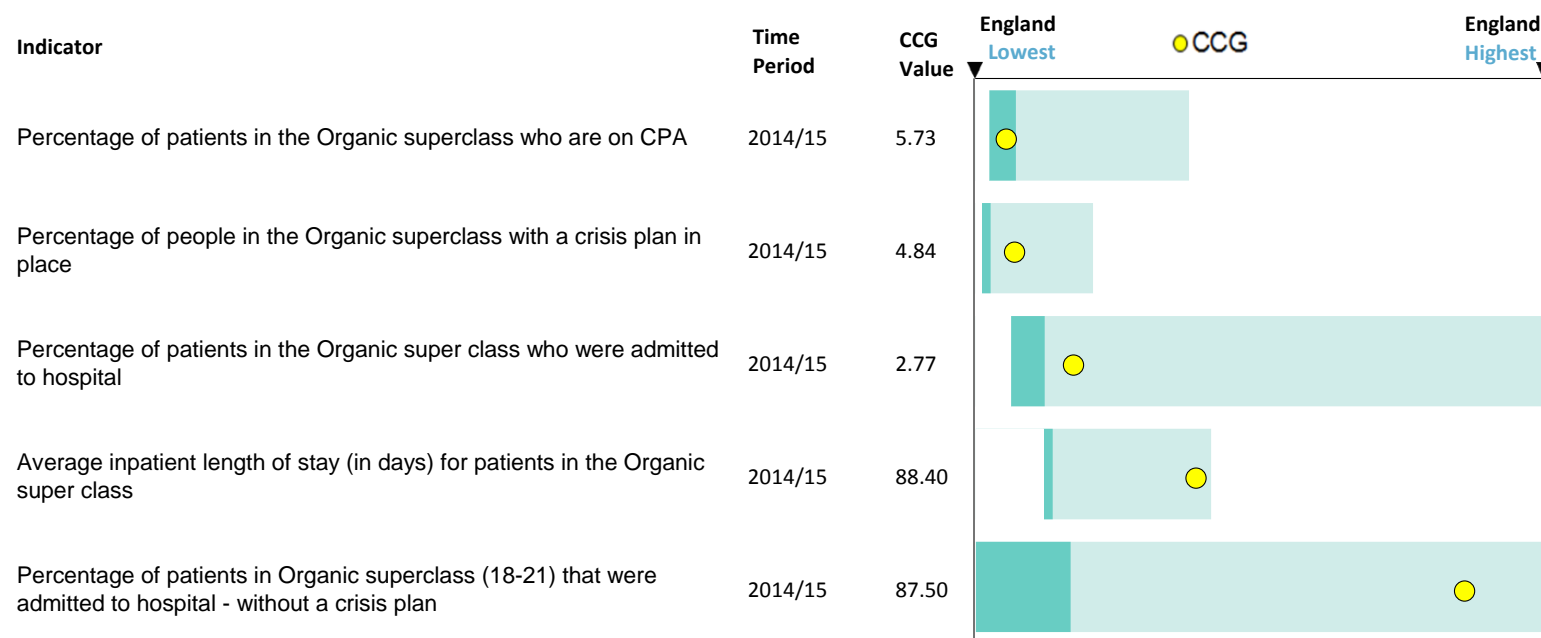 Indicator
Time Period
CCG Value
England Lowest
CCG
England Highest
Percentage of patients in the Organic superclass who are on CPA
2014/15
5.73
Percentage of people in the Organic superclass with a crisis plan in
place
2014/15
4.84
Percentage of patients in the Organic super class who were admitted
to hospital
2014/15
2.77
Average inpatient length of stay (in days) for patients in the Organic
super class
2014/15
88.40
Percentage of patients in Organic superclass (18-21) that were
admitted to hospital - without a crisis plan
2014/15
87.50